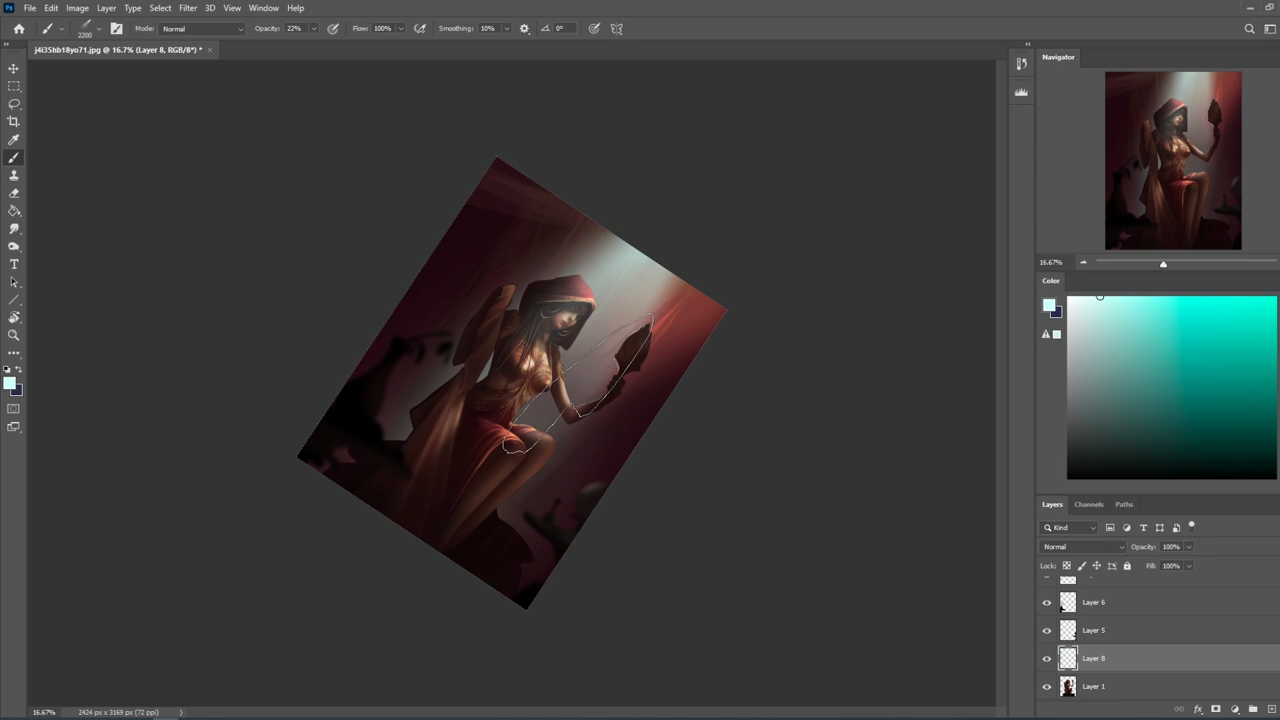 Ps File Edit Image Layer Type Select Filter 3D View Window Help
2200 Mode: Normal Opacity: 22% Flow: 100% Smoothing: 10% 0°
j4i35hb18yo71.jpg @ 16.7% (Layer 8, RGB/8*) * ×
Navigator
16.67%
Color
Layers Channels Paths
Kind
Normal Opacity: 100%
Lock: Fill: 100%
Layer 6
Layer 5
Layer 8
Layer 1
16.67% 2424 px x 3169 px (72 ppi)